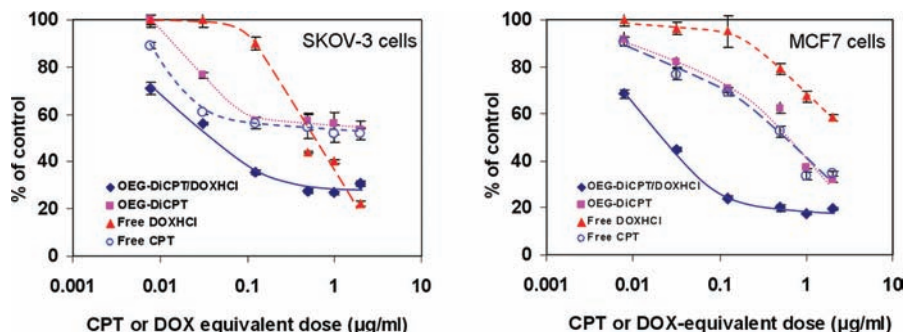 SKOV-3 cells
% of control
100
80
60
40
20
0
OEG-DiCPT/DOXHCl
OEG-DiCPT
Free DOXHCl
Free CPT
0.001 0.01 0.1 1 10
CPT or DOX equivalent dose (µg/ml)
MCF7 cells
% of control
100
80
60
40
20
0
OEG-DiCPT/DOXHCl
OEG-DiCPT
Free DOXHCl
Free CPT
0.001 0.01 0.1 1 10
CPT or DOX-equivalent dose (µg/ml)